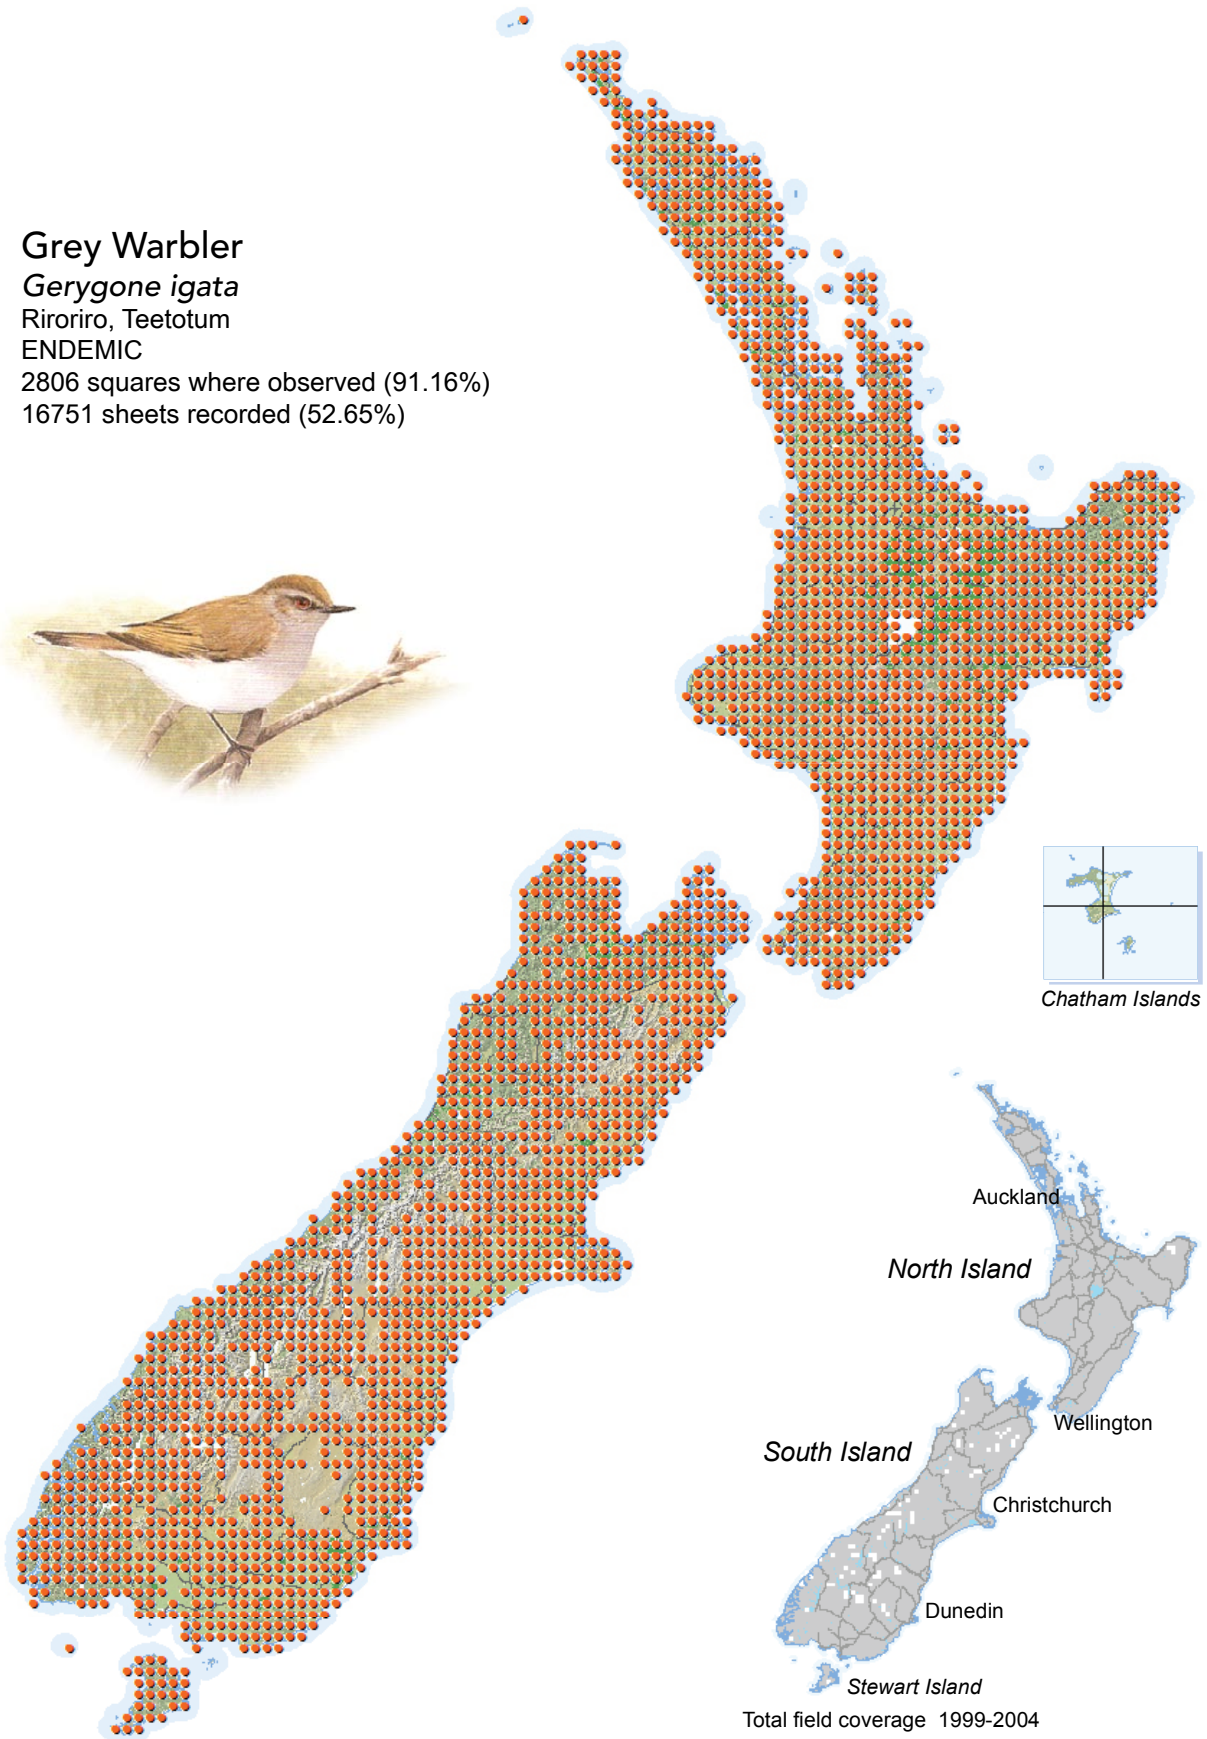 Grey Warbler
Gerygone igata
Riroriro, Teetotum
ENDEMIC
2806 squares where observed (91.16%)
16751 sheets recorded (52.65%)
Chatham Islands
Auckland
North Island
Wellington
South Island
Christchurch
Dunedin
Stewart Island
Total field coverage 1999-2004